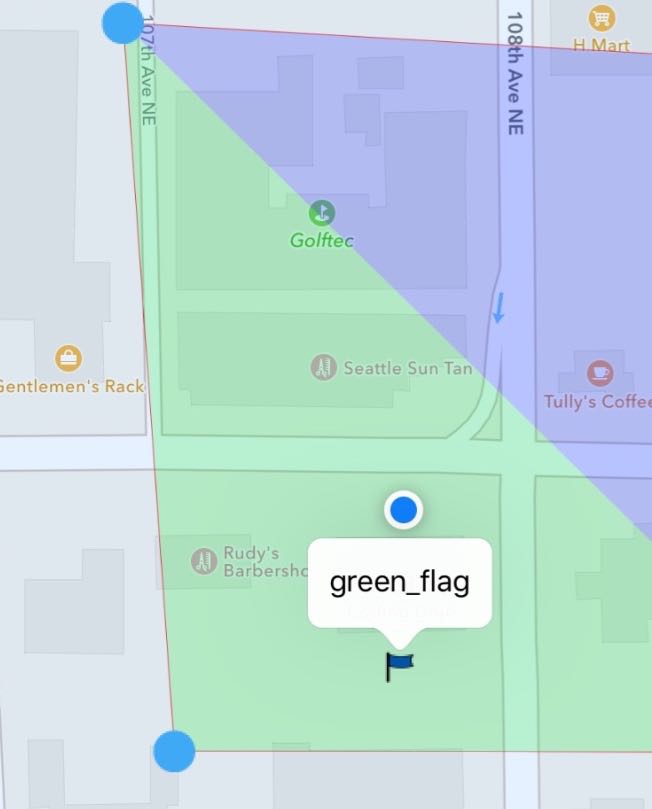 107th Ave NE
108th Ave NE
H Mart
Golftec
Seattle Sun Tan
Gentlemen's Rack
Tully's Coffee
Rudy's
Barbersho
green_flag